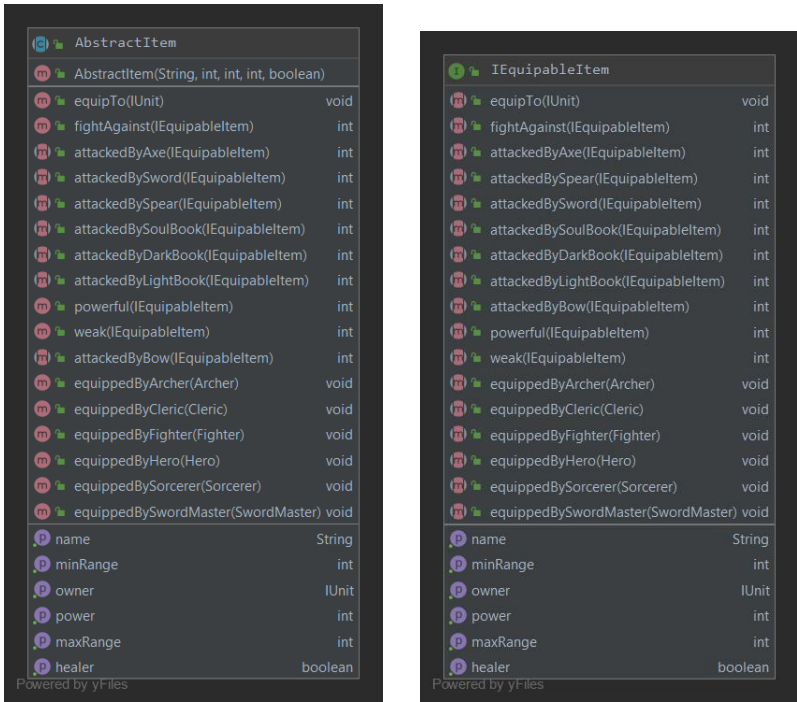 AbstractItem
AbstractItem(String, int, int, int, boolean)
equipTo(IUnit) void
fightAgainst(IEquipableItem) int
attackedByAxe(IEquipableItem) int
attackedBySword(IEquipableItem) int
attackedBySpear(IEquipableItem) int
attackedBySoulBook(IEquipableItem) int
attackedByDarkBook(IEquipableItem) int
attackedByLightBook(IEquipableItem) int
powerful(IEquipableItem) int
weak(IEquipableItem) int
attackedByBow(IEquipableItem) int
equippedByArcher(Archer) void
equippedByCleric(Cleric) void
equippedByFighter(Fighter) void
equippedByHero(Hero) void
equippedBySorcerer(Sorcerer) void
equippedBySwordMaster(SwordMaster) void
name String
minRange int
owner IUnit
power int
maxRange int
healer boolean
Powered by yFiles
IEquipableItem
equipTo(IUnit) void
fightAgainst(IEquipableItem) int
attackedByAxe(IEquipableItem) int
attackedBySpear(IEquipableItem) int
attackedBySword(IEquipableItem) int
attackedBySoulBook(IEquipableItem) int
attackedByDarkBook(IEquipableItem) int
attackedByLightBook(IEquipableItem) int
attackedByBow(IEquipableItem) int
powerful(IEquipableItem) int
weak(IEquipableItem) int
equippedByArcher(Archer) void
equippedByCleric(Cleric) void
equippedByFighter(Fighter) void
equippedByHero(Hero) void
equippedBySorcerer(Sorcerer) void
equippedBySwordMaster(SwordMaster) void
name String
minRange int
owner IUnit
power int
maxRange int
healer boolean
Powered by yFiles